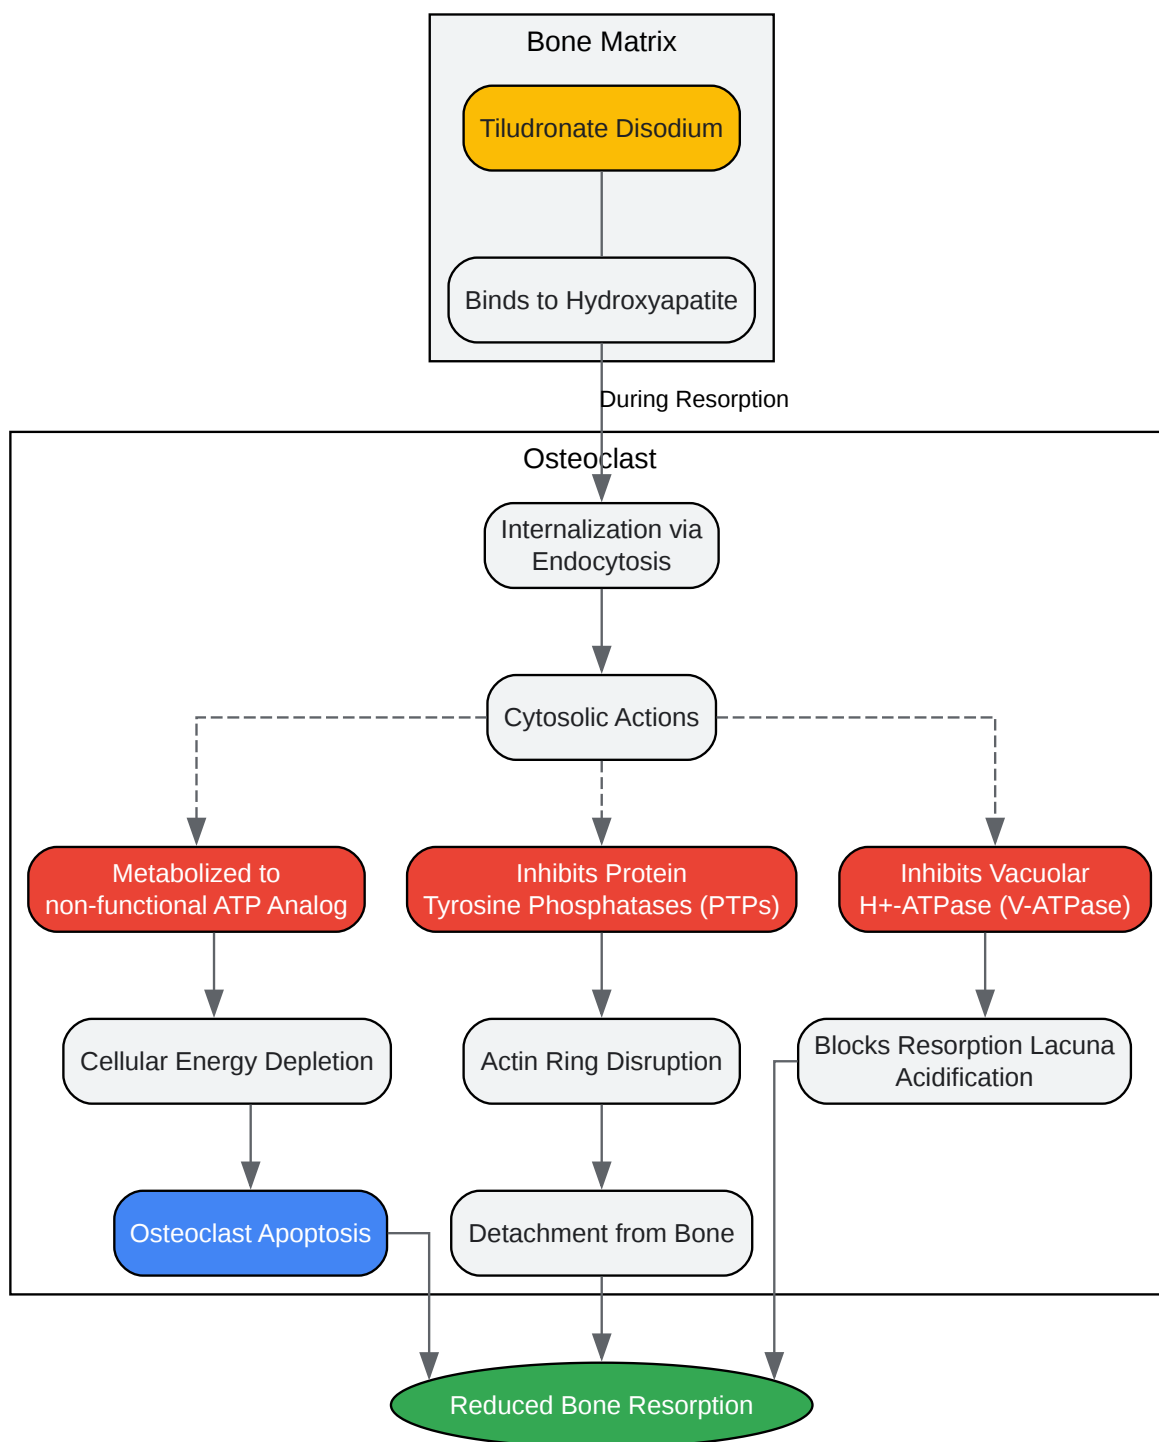 Bone Matrix
Tiludronate Disodium
Binds to Hydroxyapatite
During Resorption
Osteoclast
Internalization via
Endocytosis
Cytosolic Actions
Metabolized to
non-functional ATP Analog
Inhibits Protein
Tyrosine Phosphatases (PTPs)
Inhibits Vacuolar
H+-ATPase (V-ATPase)
Cellular Energy Depletion
Actin Ring Disruption
Blocks Resorption Lacuna
Acidification
Osteoclast Apoptosis
Detachment from Bone
Reduced Bone Resorption